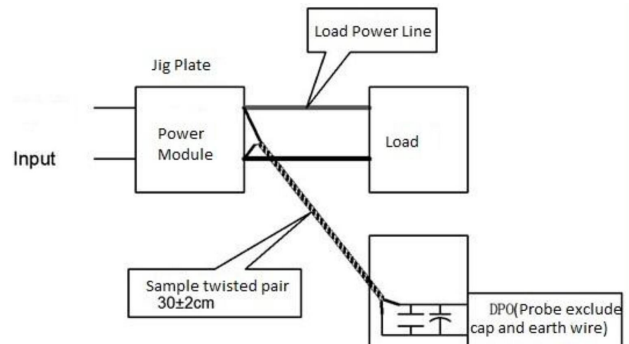 Load Power Line
Jig Plate
Power
Module
Load
Input
Sample twisted pair
30±2cm
DPO(Probe exclude
cap and earth wire)